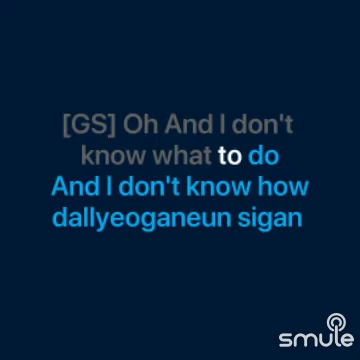 [GS] Oh And I don't
know what to do
And I don't know how
dallyeoganeun sigan
smule